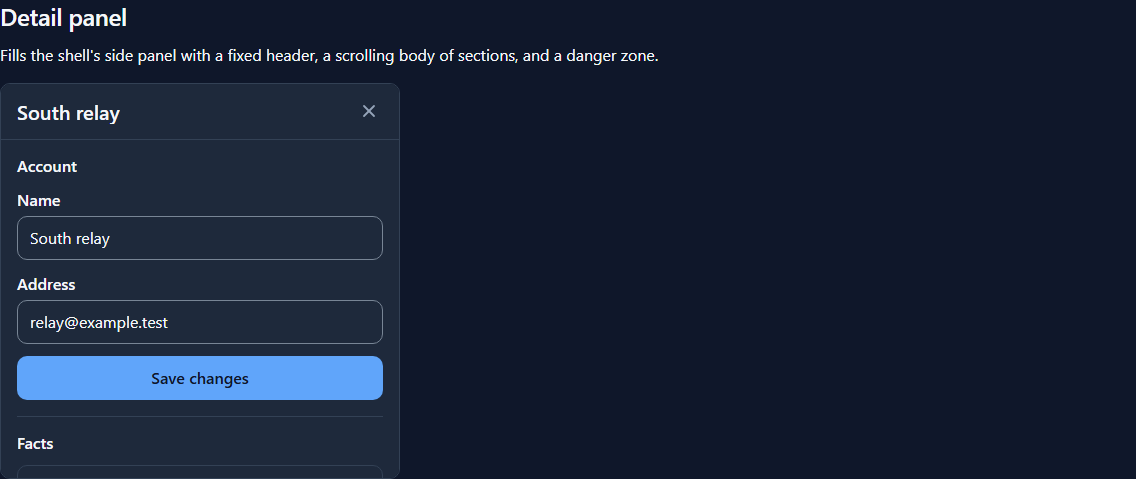 Detail panel
Fills the shell's side panel with a fixed header, a scrolling body of sections, and a danger zone.
South relay
Account
Name
South relay
Address
relay@example.test
Save changes
Facts